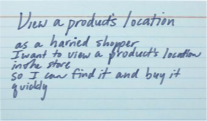 View a product's location
as a harried shopper
I want to view a product's location
in the store
so I can find it and buy it
quickly